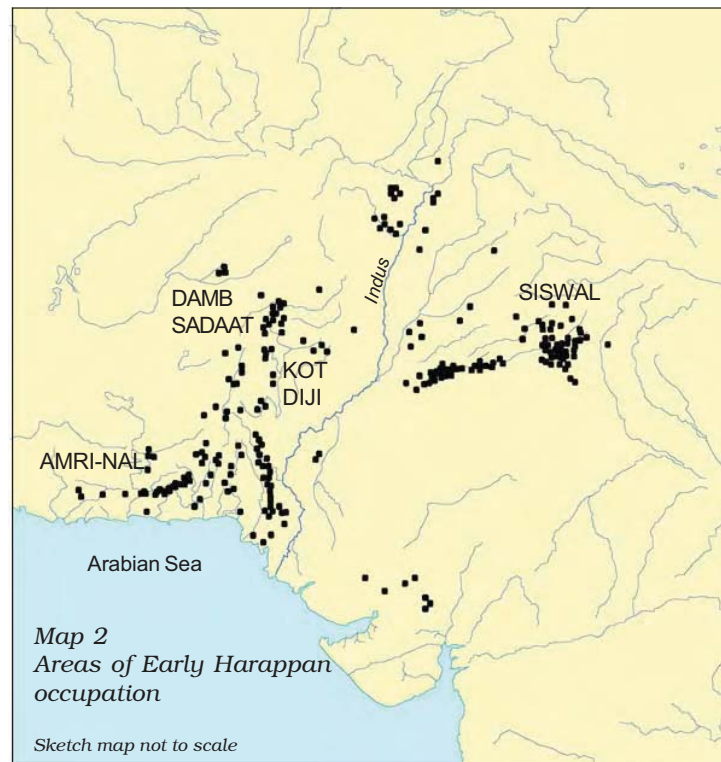 Indus
SISWAL
DAMB
SADAAT
KOT
DIJI
AMRI-NAL
Arabian Sea
Map 2
Areas of Early Harappan
occupation
Sketch map not to scale